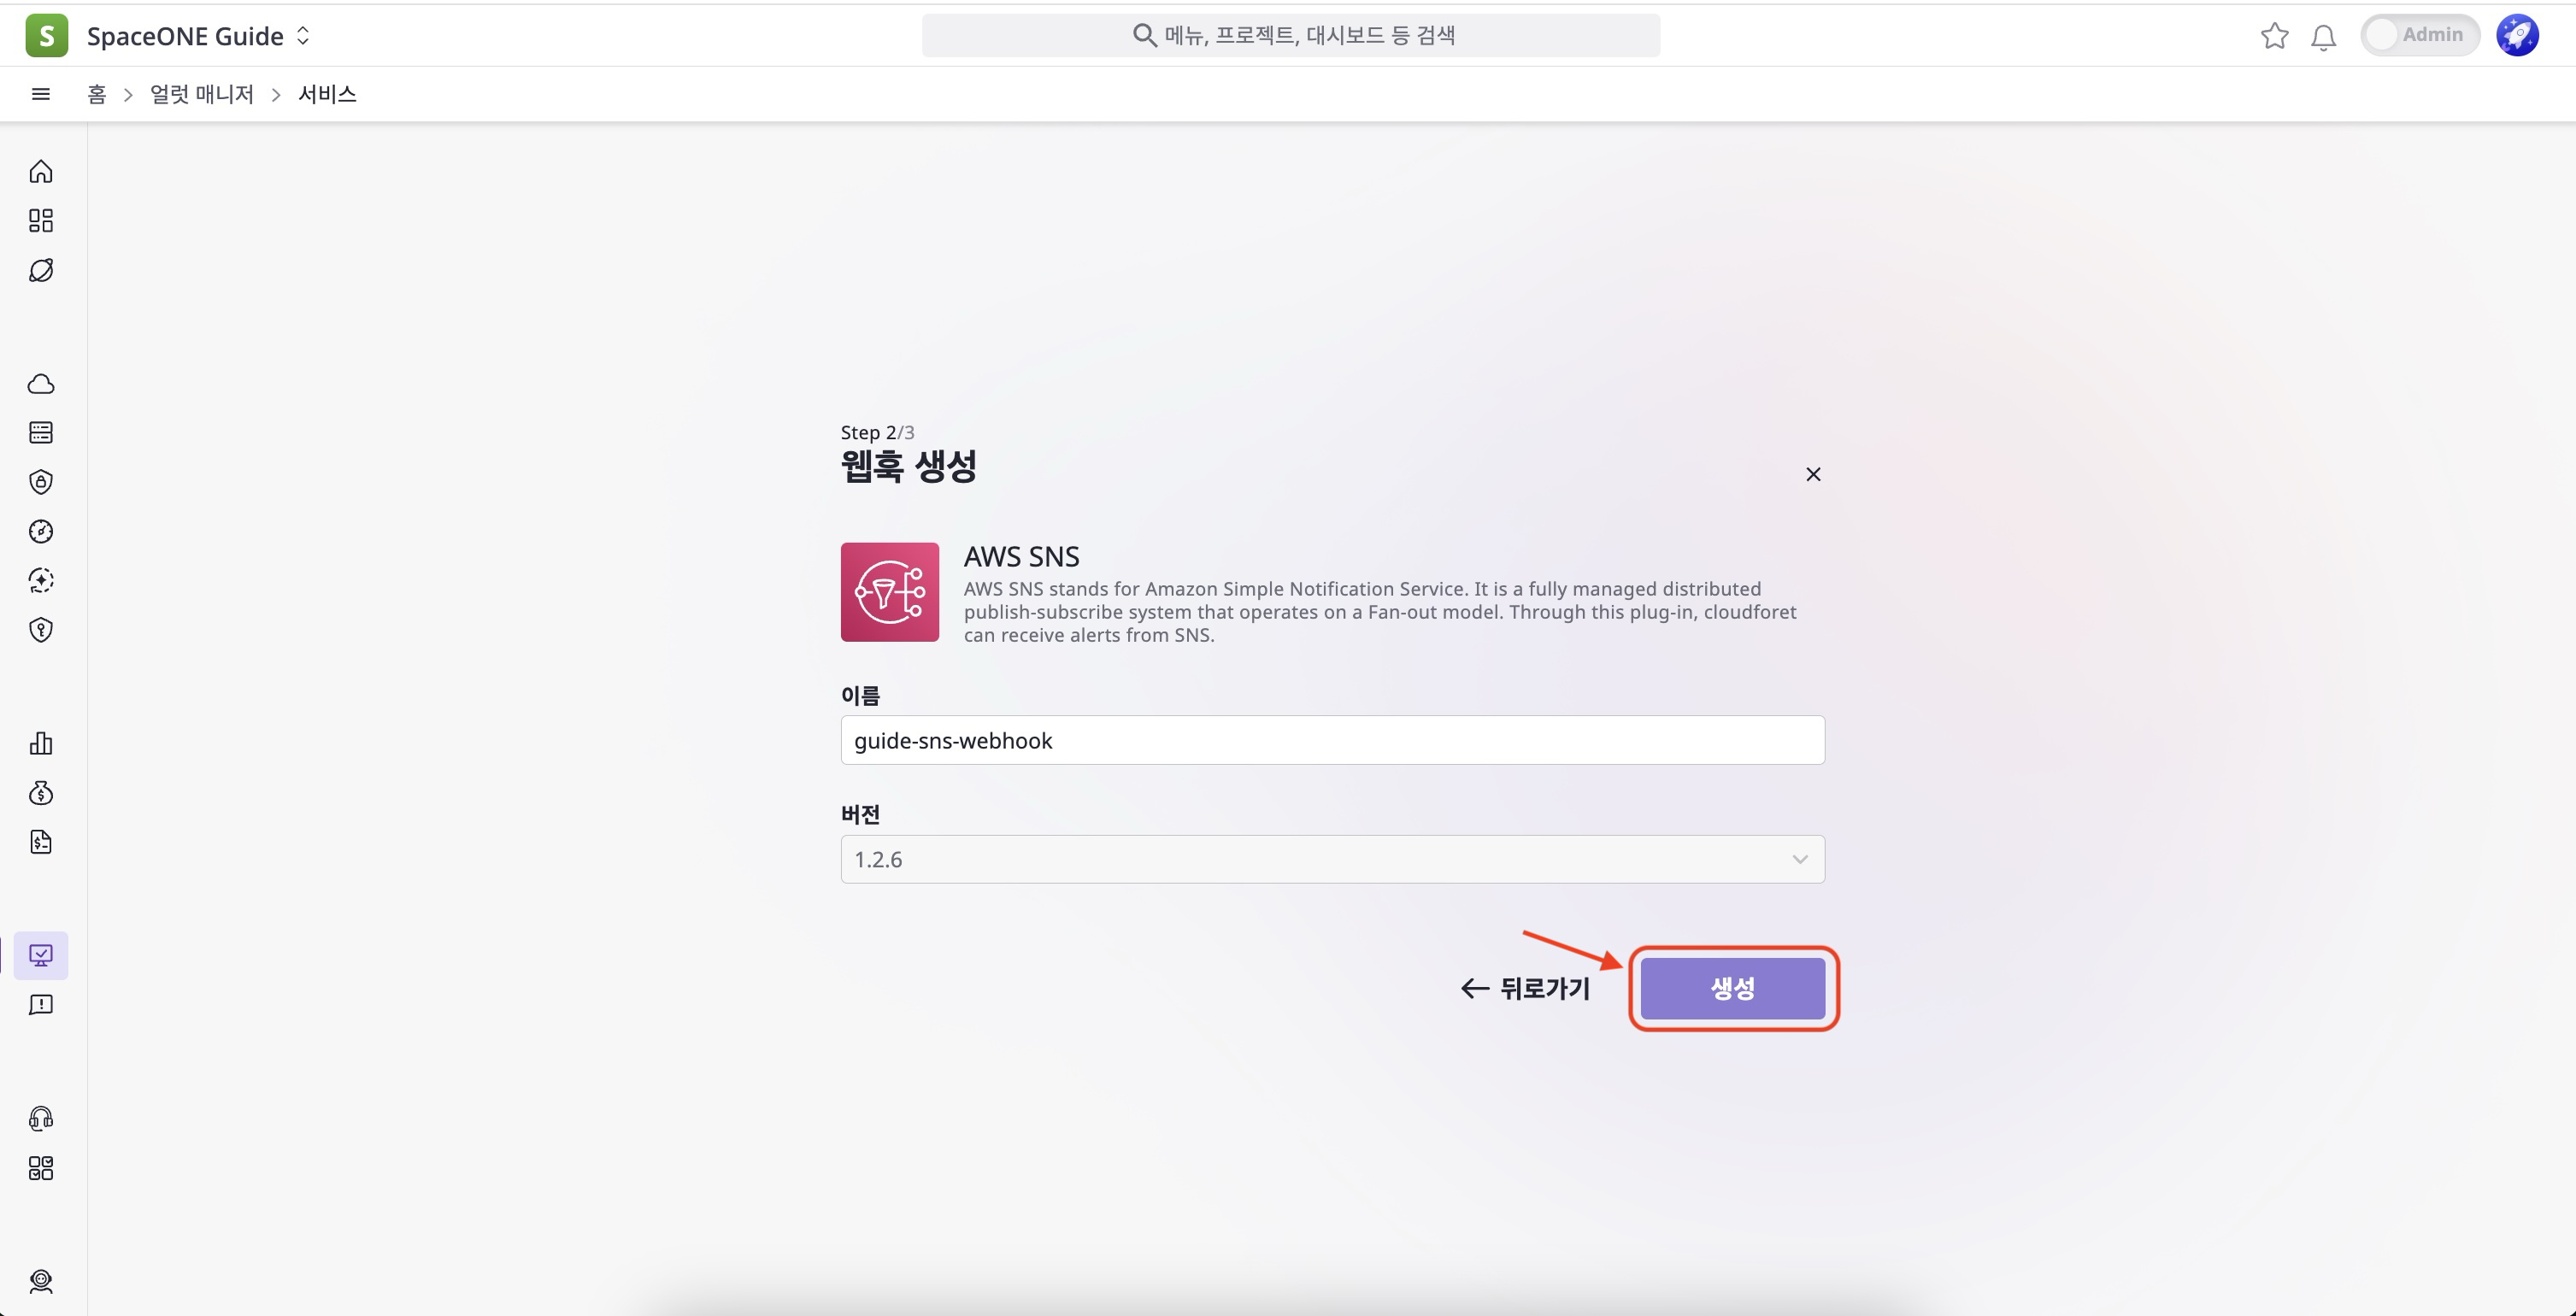 S SpaceONE Guide
메뉴, 프로젝트, 대시보드 등 검색
Admin
홈 > 얼럿 매니저 > 서비스
Step 2/3
웹훅 생성
AWS SNS
AWS SNS stands for Amazon Simple Notification Service. It is a fully managed distributed
publish-subscribe system that operates on a Fan-out model. Through this plug-in, cloudforet
can receive alerts from SNS.
이름
guide-sns-webhook
버전
1.2.6
뒤로가기
생성